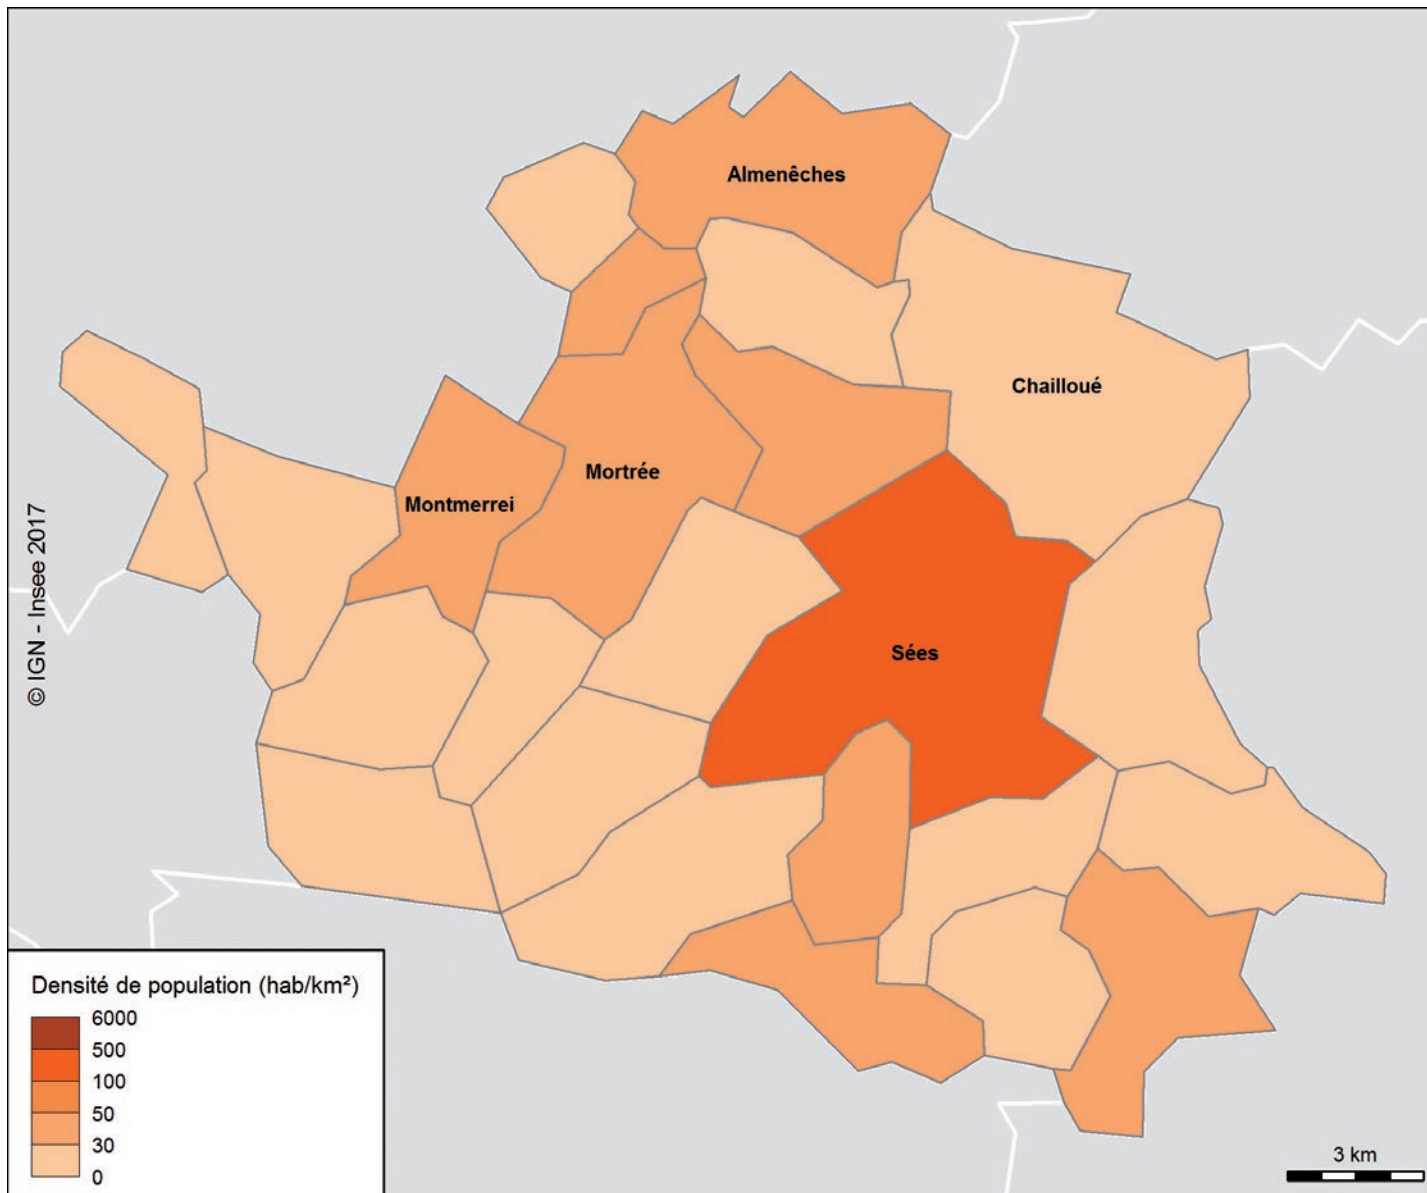 Almenêches
Chailloué
Mortrée
Montmerrei
© IGN - Insee 2017
Sées
Densité de population (hab/km²)
6000
500
100
50
30
0
3 km